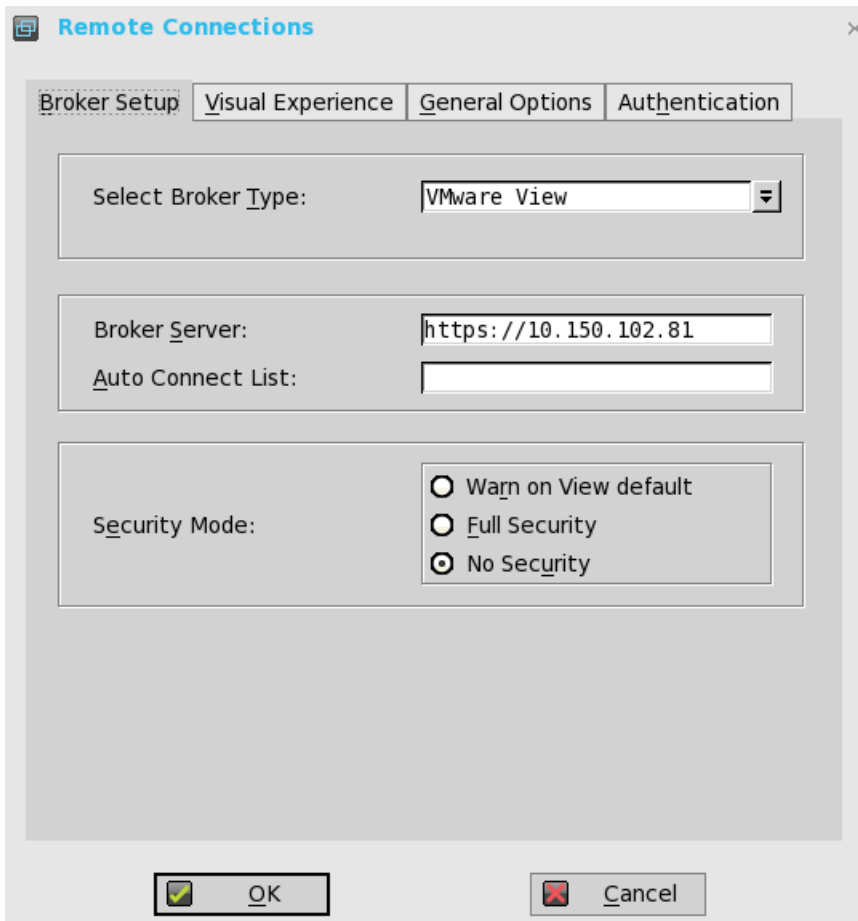 Remote Connections
Broker Setup Visual Experience General Options Authentication
Select Broker Type: VMware View
Broker Server: https://10.150.102.81
Auto Connect List:
Warn on View default
Security Mode: Full Security
No Security
OK Cancel